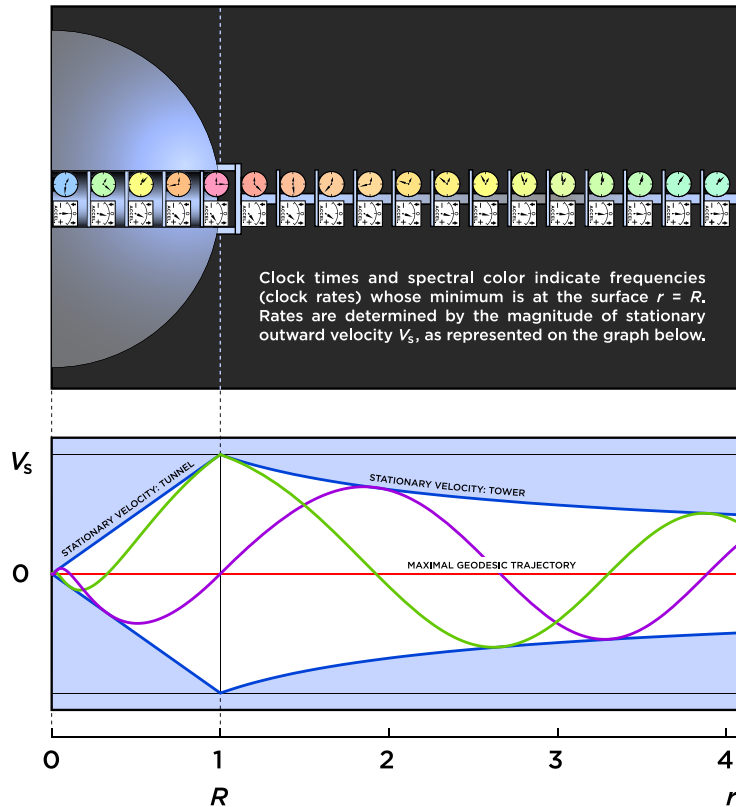 Clock times and spectral color indicate frequencies
(clock rates) whose minimum is at the surface r = R.
Rates are determined by the magnitude of stationary
outward velocity Vs, as represented on the graph below.
Vs
STATIONARY VELOCITY: TUNNEL
STATIONARY VELOCITY: TOWER
0
MAXIMAL GEODESIC TRAJECTORY
0 1 2 3 4
R r